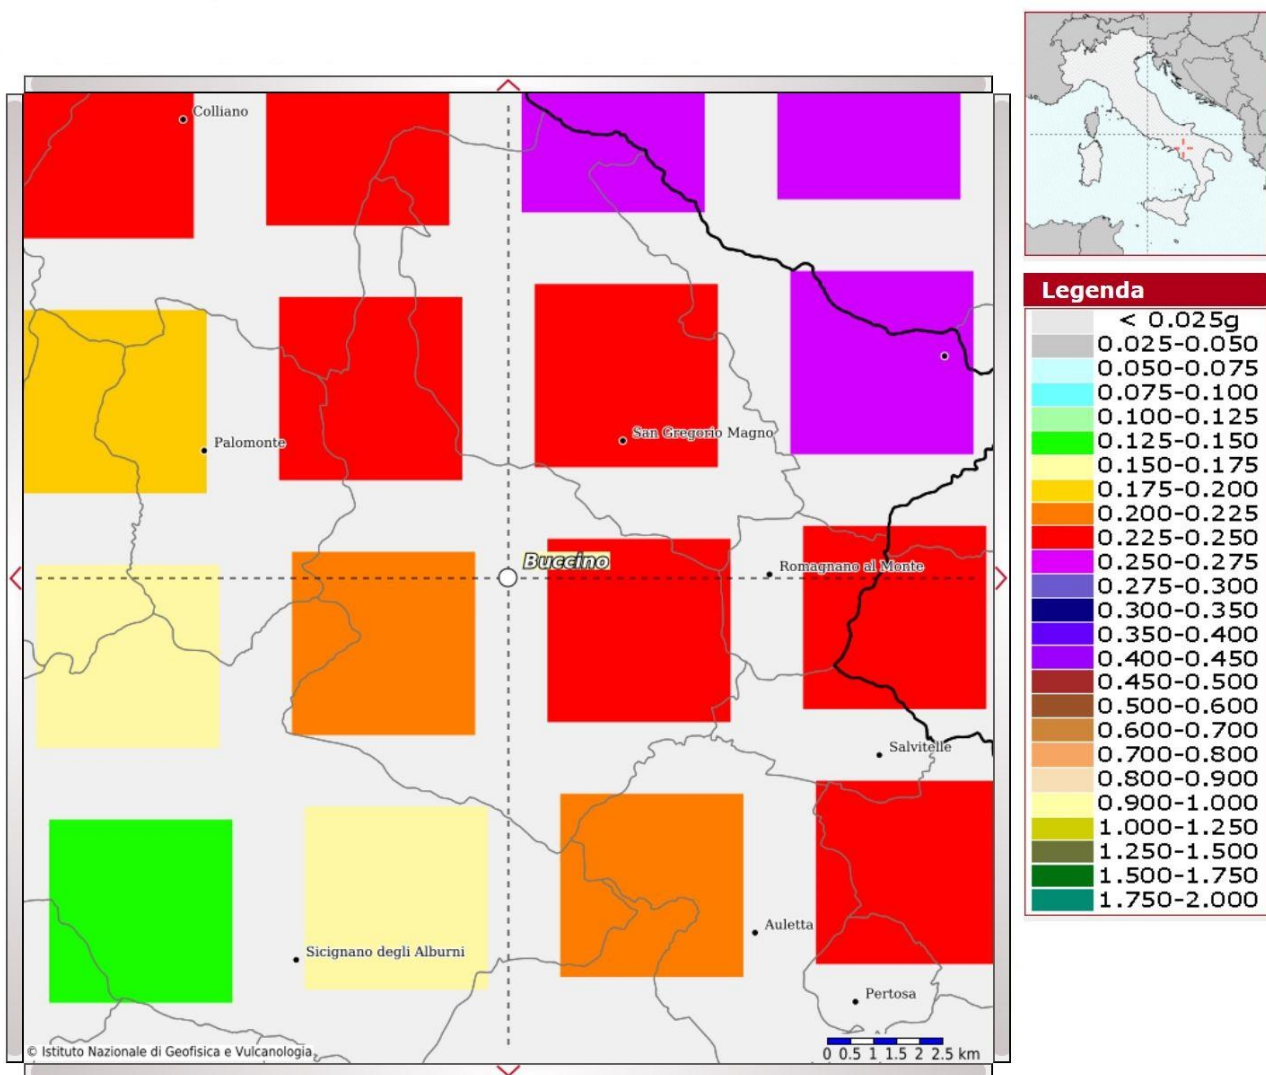 Colliano
San Gregorio Magno
Palomonte
Buccino
Romagnano al Monte
Salvitelle
Auletta
Sicignano degli Alburni
Pertosa
© Istituto Nazionale di Geofisica e Vulcanologia
0 0.5 1 1.5 2 2.5 km
Legenda
< 0.025g
0.025-0.050
0.050-0.075
0.075-0.100
0.100-0.125
0.125-0.150
0.150-0.175
0.175-0.200
0.200-0.225
0.225-0.250
0.250-0.275
0.275-0.300
0.300-0.350
0.350-0.400
0.400-0.450
0.450-0.500
0.500-0.600
0.600-0.700
0.700-0.800
0.800-0.900
0.900-1.000
1.000-1.250
1.250-1.500
1.500-1.750
1.750-2.000